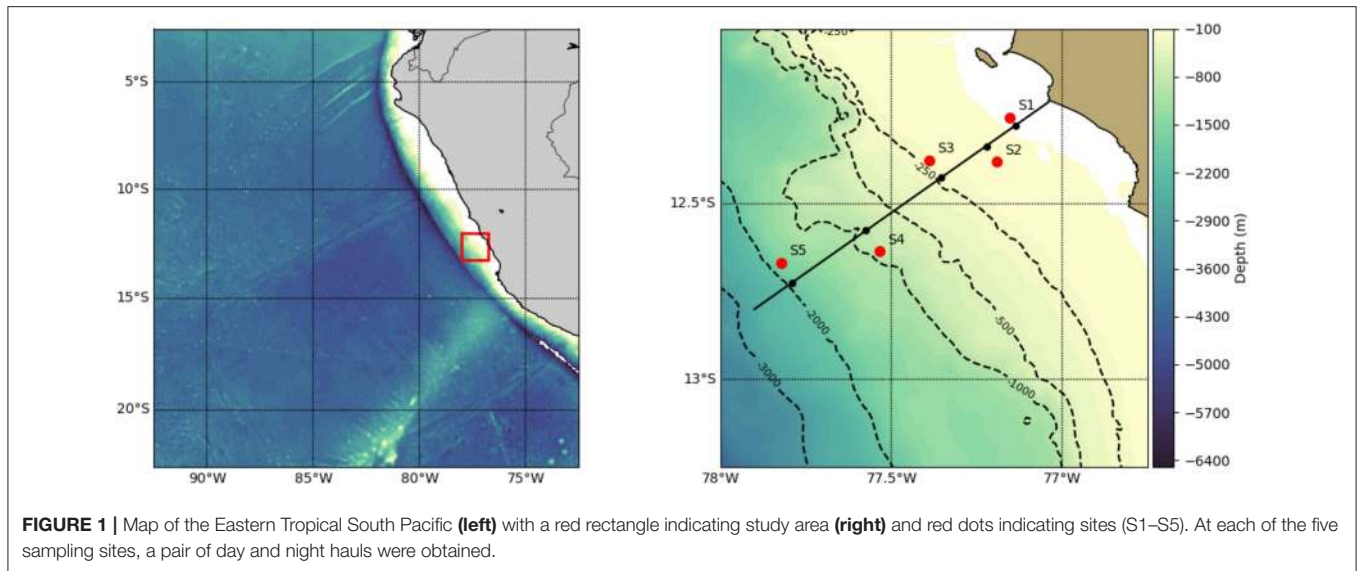 5°S
10°S
15°S
20°S
90°W
85°W
80°W
75°W
-250
S1
S2
S3
-250
12.5°S
S4
S5
-2000
-500
-3000
-1000
13°S
78°W
77.5°W
77°W
−100
−800
−1500
−2200
−2900
−3600
−4300
−5000
−5700
−6400
Depth (m)
FIGURE 1 | Map of the Eastern Tropical South Pacific (left) with a red rectangle indicating study area (right) and red dots indicating sites (S1–S5). At each of the five
sampling sites, a pair of day and night hauls were obtained.